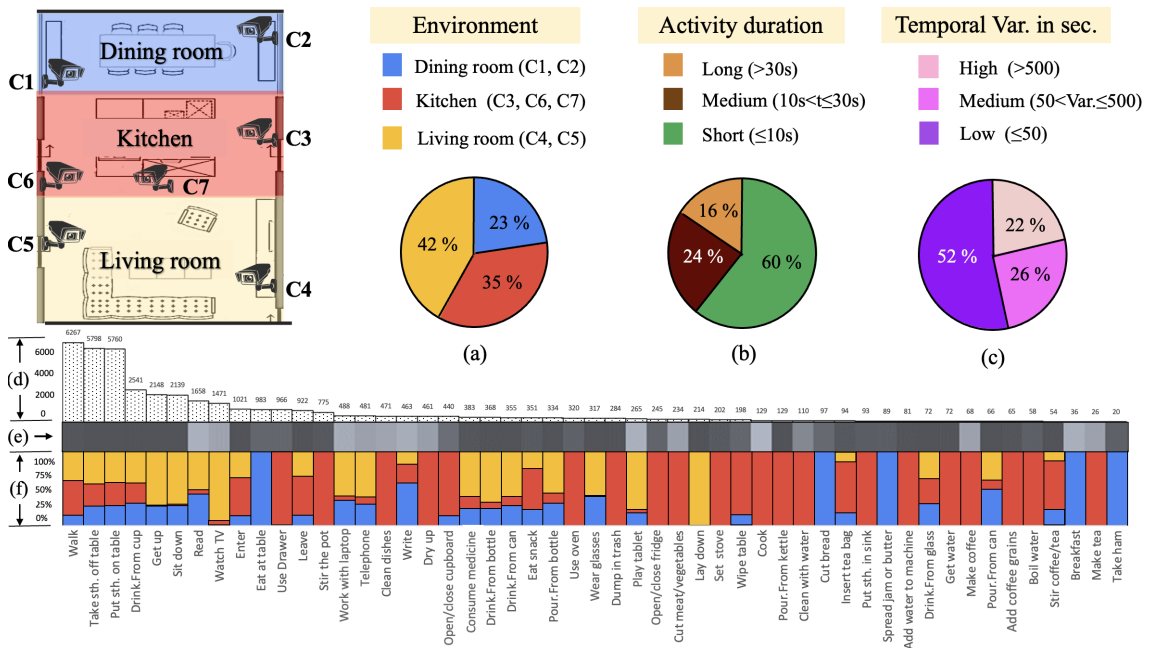 Dining room
C1
C2
Kitchen
C3
C6
C7
C5
Living room
C4
Environment
Dining room (C1, C2)
Kitchen (C3, C6, C7)
Living room (C4, C5)
23 %
35 %
42 %
(a)
Activity duration
Long (>30s)
Medium (10s<t≤30s)
Short (≤10s)
16 %
24 %
60 %
(b)
Temporal Var. in sec.
High (>500)
Medium (50<Var.≤500)
Low (≤50)
22 %
26 %
52 %
(c)
(d)
6000
4000
2000
0
6267 5798 5760 2541 2148 2139 1658 1471 1021 983 966 922 775 488 481 471 463 461 440 383 368 355 351 334 320 317 284 265 245 234 214 202 198 129 129 110 97 94 93 89 81 72 72 68 66 65 58 54 36 26 20
(e)
(f)
100%
75%
50%
25%
0%
Walk
Take sth. off table
Put sth. on table
Drink.From cup
Get up
Sit down
Read
Watch TV
Enter
Eat at table
Use Drawer
Leave
Stir the pot
Work with laptop
Telephone
Clean dishes
Write
Dry up
Open/close cupboard
Consume medicine
Drink.From bottle
Drink.From can
Eat snack
Pour.From bottle
Use oven
Wear glasses
Dump in trash
Play tablet
Open/close fridge
Cut meat/vegetables
Lay down
Set stove
Wipe table
Cook
Pour.From kettle
Clean with water
Cut bread
Insert tea bag
Put sth. in sink
Spread jam or butter
Add water to machine
Drink.From glass
Get water
Make coffee
Pour.From can
Add coffee grains
Boil water
Stir coffee/tea
Breakfast
Make tea
Take ham